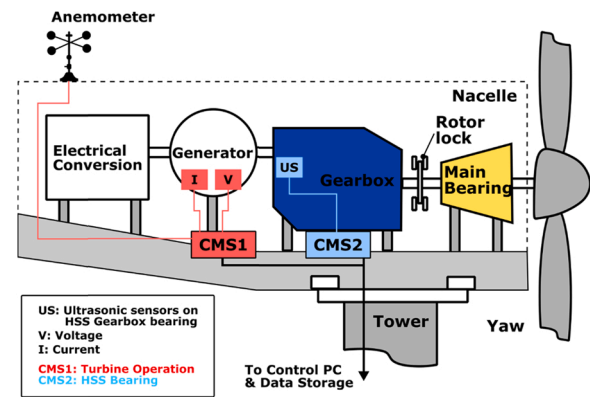 Anemometer
Nacelle
Rotor
lock
Electrical
Conversion
Generator
I
V
US
Gearbox
Main
Bearing
CMS1
CMS2
US: Ultrasonic sensors on
HSS Gearbox bearing
V: Voltage
I: Current
CMS1: Turbine Operation
CMS2: HSS Bearing
Tower
Yaw
To Control PC
& Data Storage